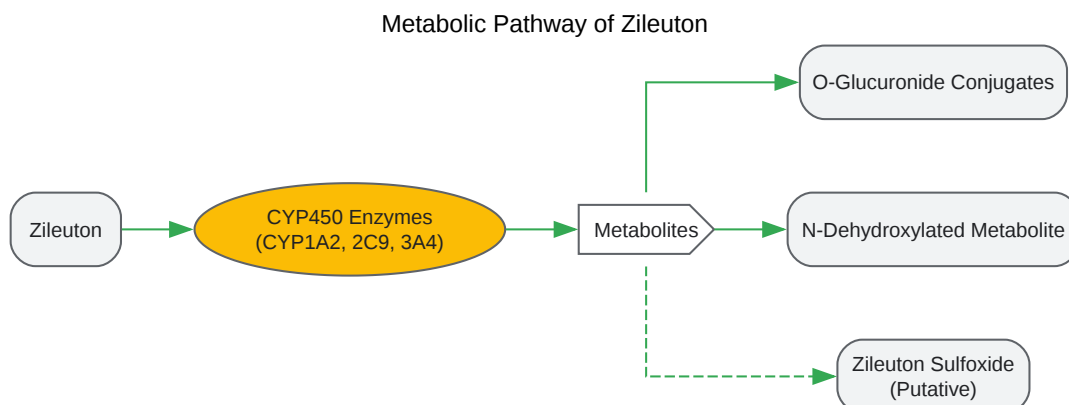 Metabolic Pathway of Zileuton
O-Glucuronide Conjugates
Zileuton
CYP450 Enzymes
(CYP1A2, 2C9, 3A4)
Metabolites
N-Dehydroxylated Metabolite
Zileuton Sulfoxide
(Putative)